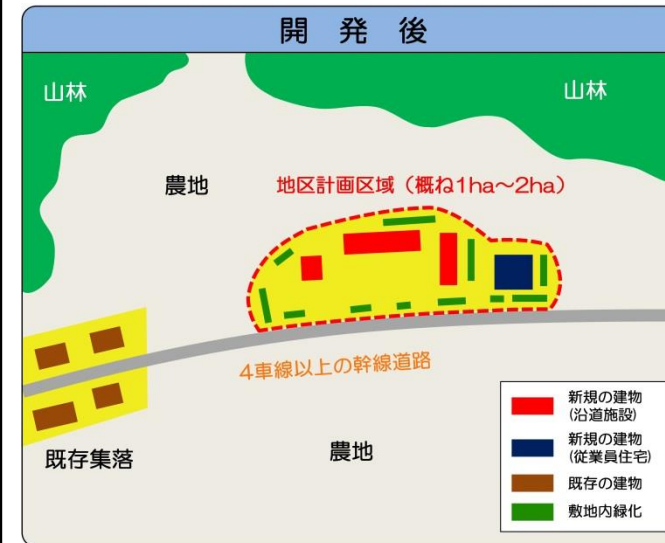 開発後
山林
山林
農地
地区計画区域（概ね1ha～2ha）
4車線以上の幹線道路
既存集落
農地
新規の建物
(沿道施設)
新規の建物
(従業員住宅)
既存の建物
敷地内緑化